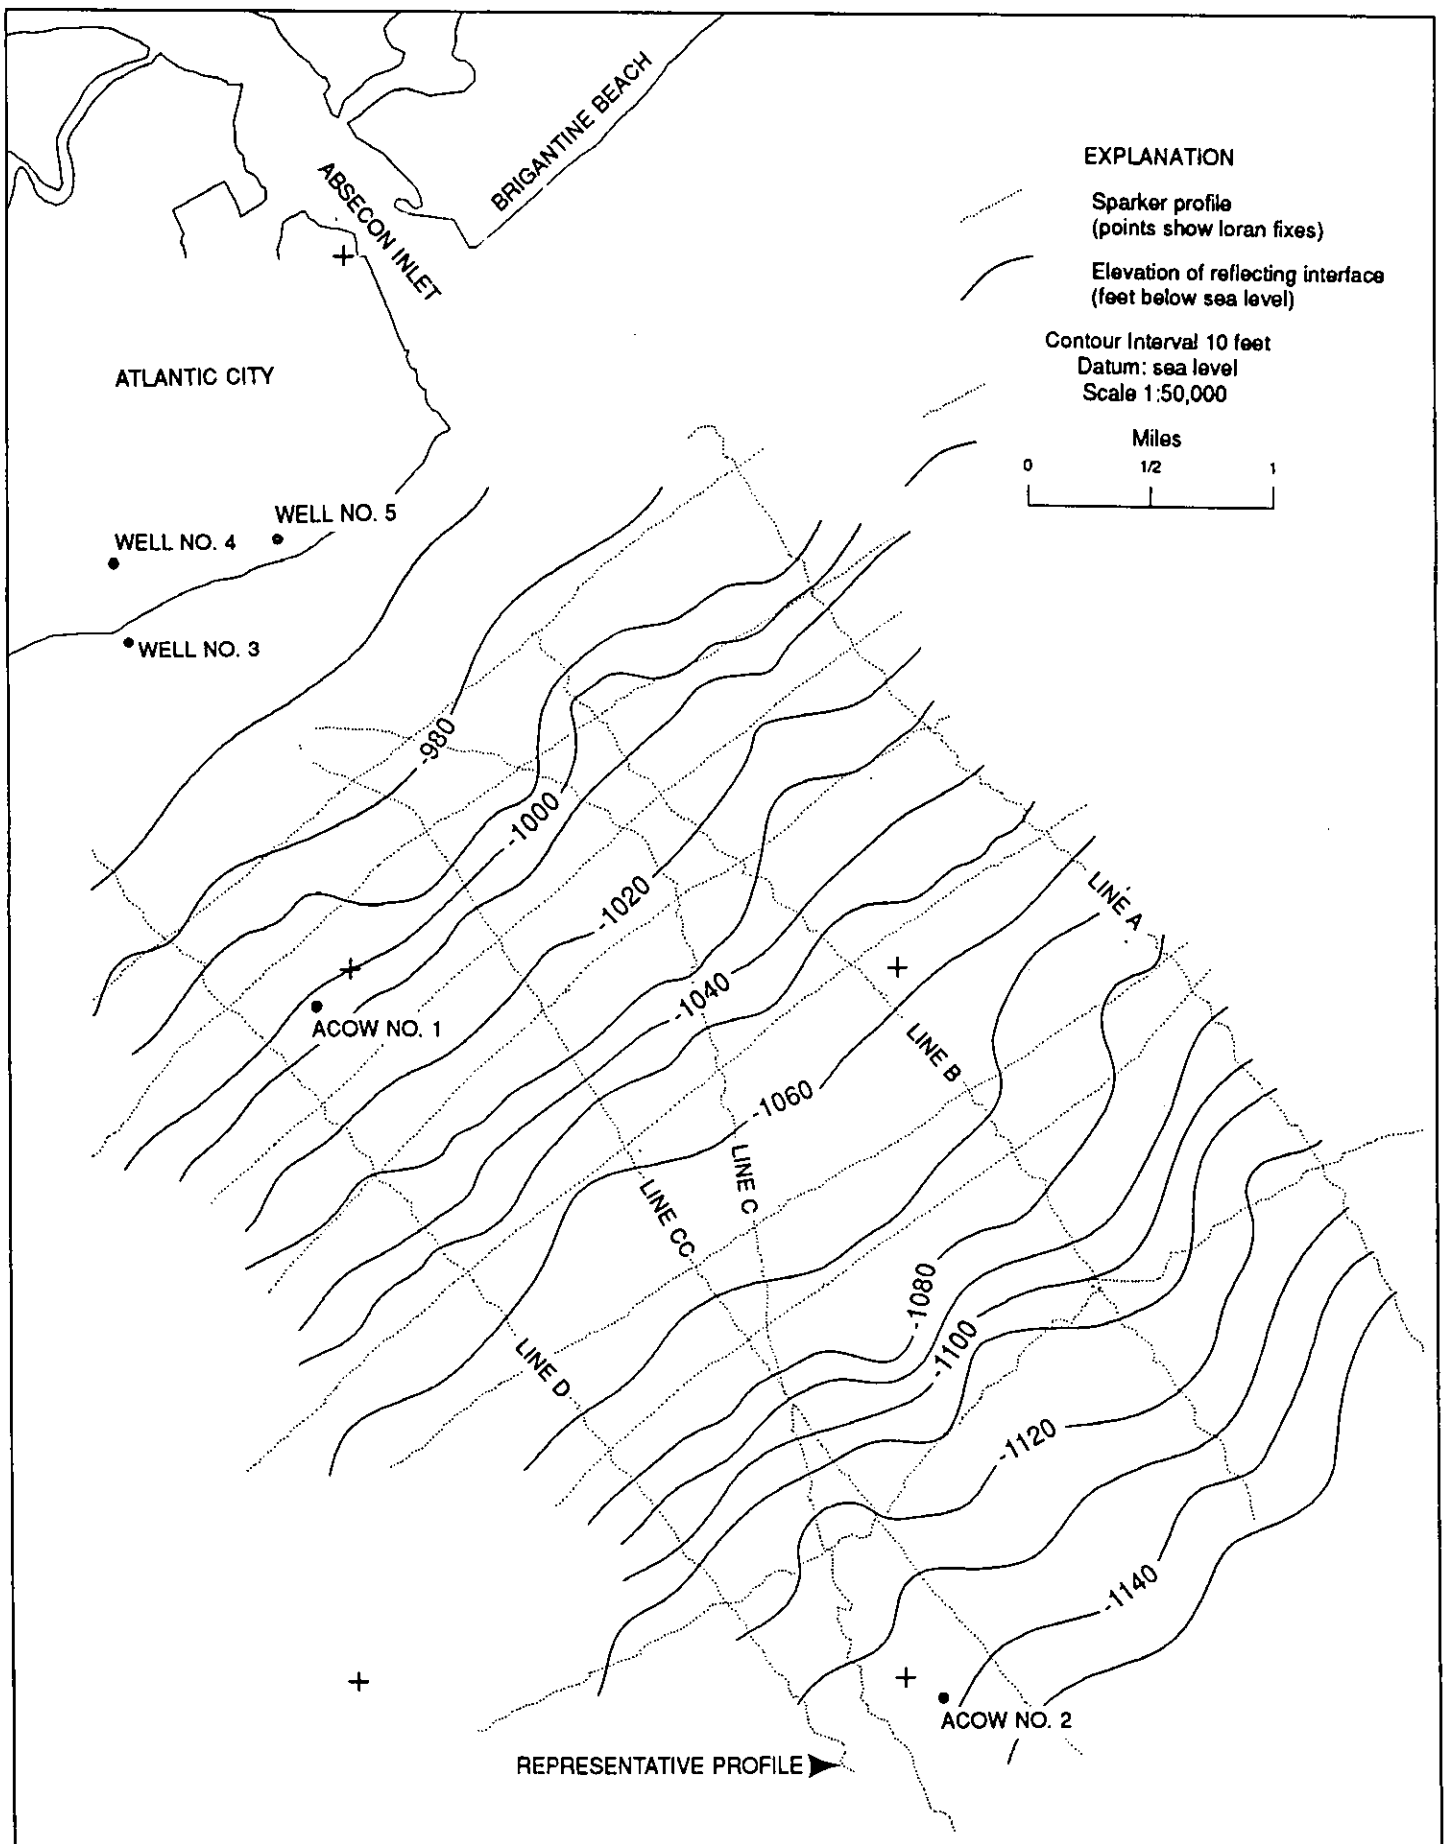 BRIGANTINE BEACH
ABSECON INLET
EXPLANATION
Sparker profile
(points show loran fixes)
Elevation of reflecting interface
(feet below sea level)
Contour Interval 10 feet
Datum: sea level
Scale 1:50,000
Miles
0 1/2 1
ATLANTIC CITY
WELL NO. 5
WELL NO. 4
WELL NO. 3
-980
-1000
-1020
LINE A
-1040
ACOW NO. 1
LINE B
-1060
LINE C
LINE CC
-1080
-1100
LINE D
-1120
-1140
ACOW NO. 2
REPRESENTATIVE PROFILE